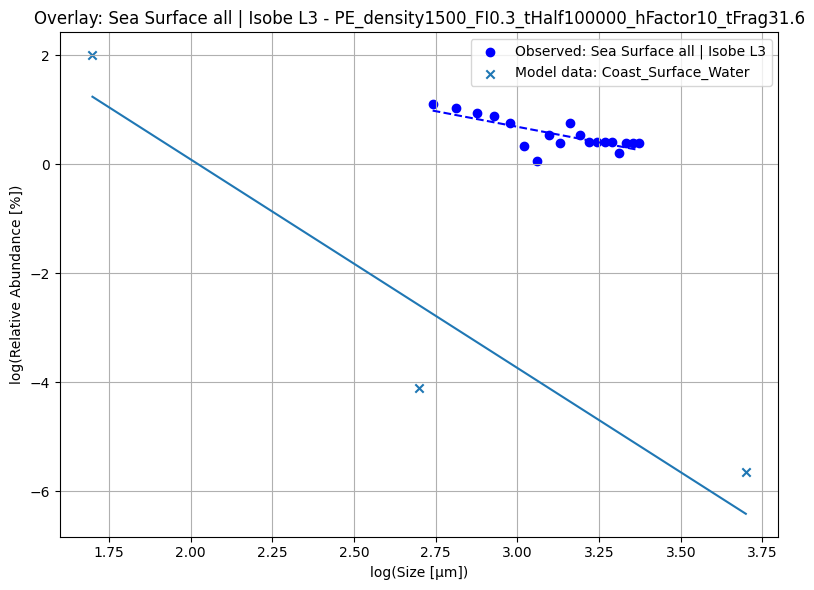 Overlay: Sea Surface all | Isobe L3 - PE_density1500_FI0.3_tHalf100000_hFactor10_tFrag31.6
Observed: Sea Surface all | Isobe L3
Model data: Coast_Surface_Water
log(Relative Abundance [%])
2
0
−2
−4
−6
1.75 2.00 2.25 2.50 2.75 3.00 3.25 3.50 3.75
log(Size [μm])